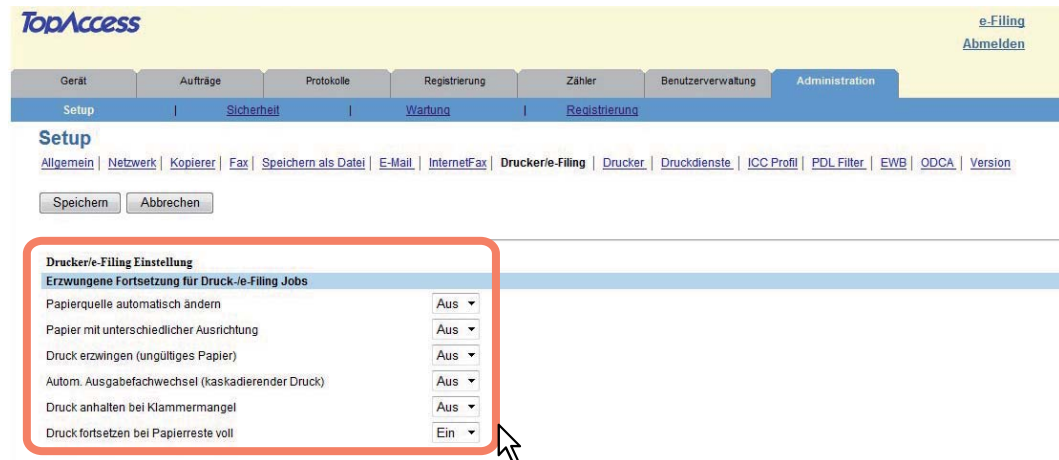 TopAccess
e-Filing
Abmelden
Gerät Aufträge Protokolle Registrierung Zähler Benutzerverwaltung Administration
Setup | Sicherheit | Wartung | Registrierung
Setup
Allgemein | Netzwerk | Kopierer | Fax | Speichern als Datei | E-Mail | InternetFax | Drucker/e-Filing | Drucker | Druckdienste | ICC Profil | PDL Filter | EWB | ODCA | Version
Speichern Abbrechen
Drucker/e-Filing Einstellung
Erzwungene Fortsetzung für Druck-/e-Filing Jobs
Papierquelle automatisch ändern Aus
Papier mit unterschiedlicher Ausrichtung Aus
Druck erzwingen (ungültiges Papier) Aus
Autom. Ausgabefachwechsel (kaskadierender Druck) Aus
Druck anhalten bei Klammermangel Aus
Druck fortsetzen bei Papierreste voll Ein